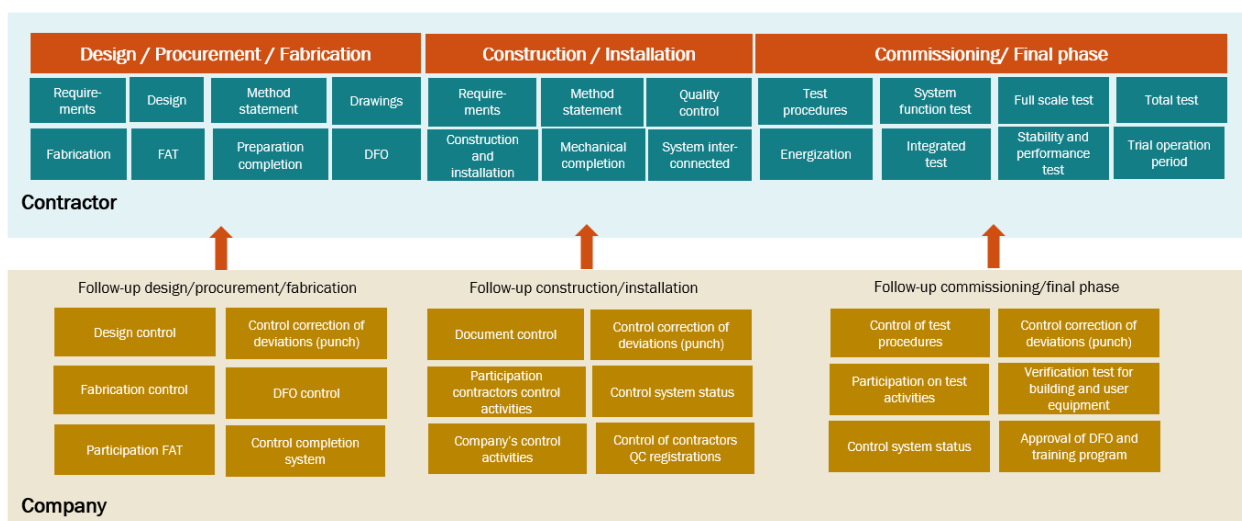 Design / Procurement / Fabrication
Construction / Installation
Commissioning/ Final phase
Require-
ments
Design
Method
statement
Drawings
Require-
ments
Method
statement
Quality
control
Test
procedures
System
function test
Full scale test
Total test
Fabrication
FAT
Preparation
completion
DFO
Construction
and
installation
Mechanical
completion
System inter-
connected
Energization
Integrated
test
Stability and
performance
test
Trial operation
period
Contractor
Follow-up design/procurement/fabrication
Follow-up construction/installation
Follow-up commissioning/final phase
Design control
Control correction of
deviations (punch)
Document control
Control correction of
deviations (punch)
Control of test
procedures
Control correction of
deviations (punch)
Fabrication control
DFO control
Participation
contractors control
activities
Control system status
Participation on test
activities
Verification test for
building and user
equipment
Participation FAT
Control completion
system
Company's control
activities
Control of contractors
QC registrations
Control system status
Approval of DFO and
training program
Company